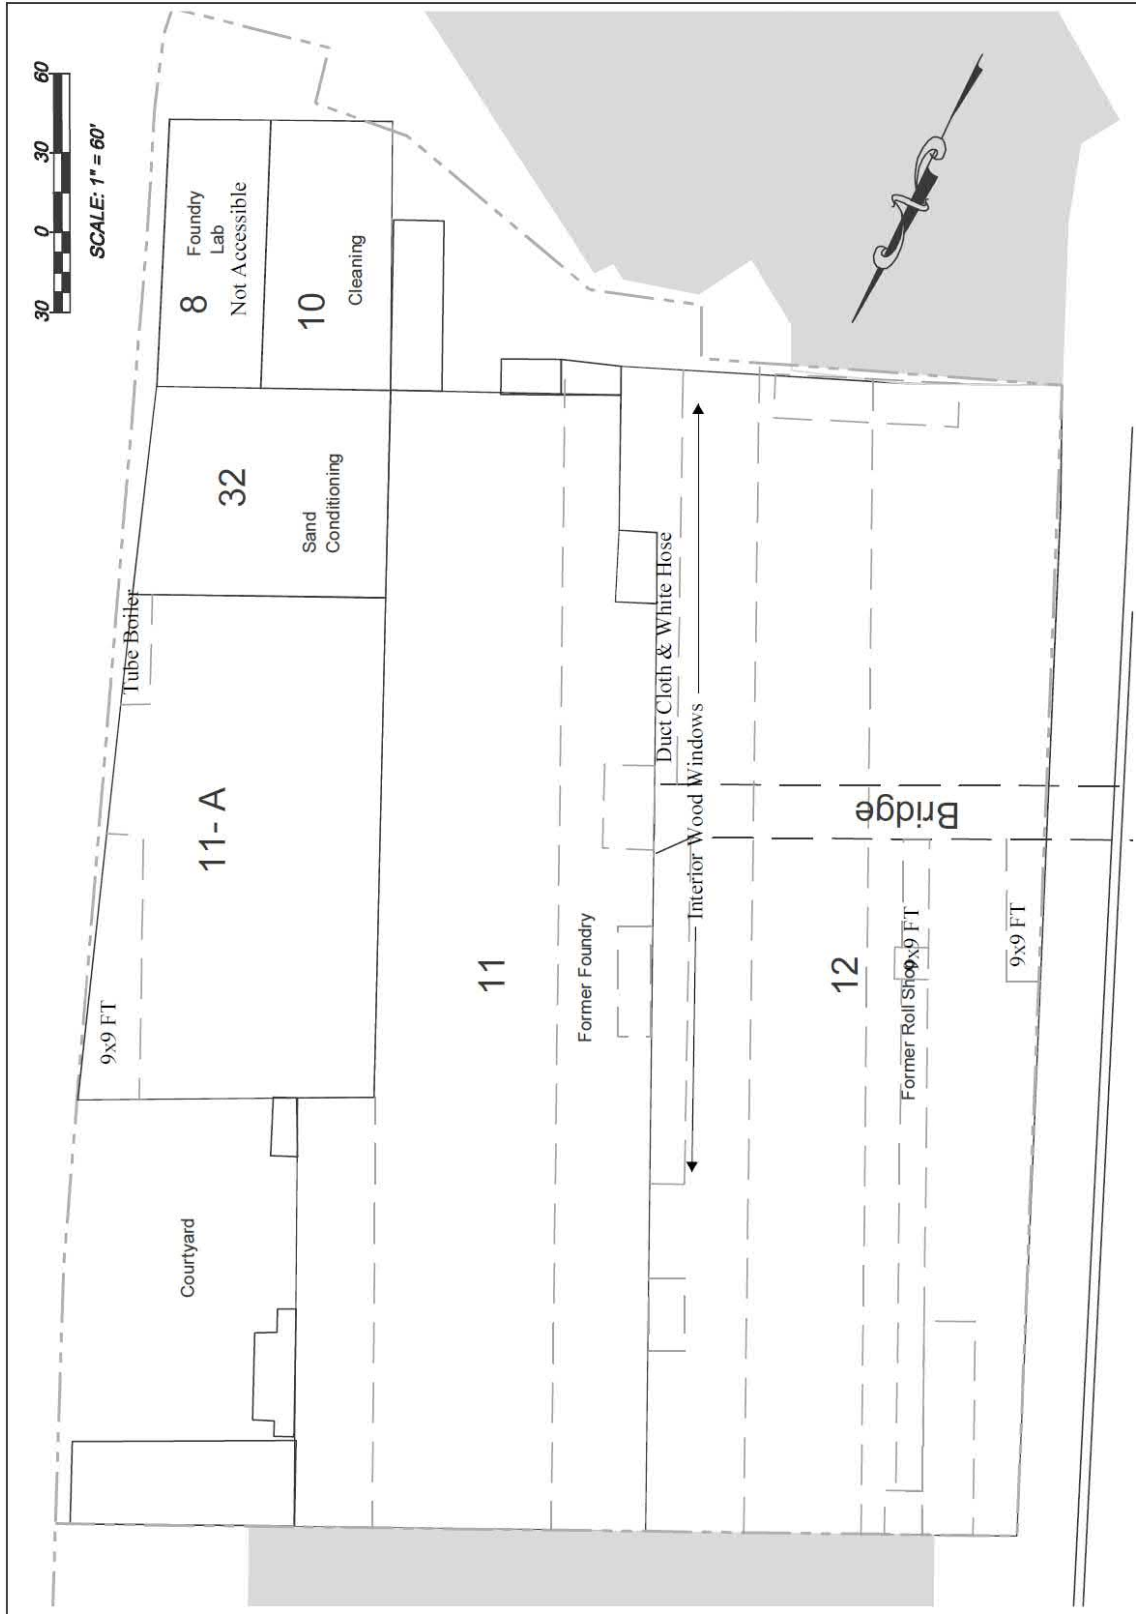 30 0 30 60
SCALE: 1" = 60'
8
Foundry
Lab
Not Accessible
10
Cleaning
32
Sand
Conditioning
Tube Boiler
11- A
9x9 FT
Courtyard
11
Former Foundry
Duct Cloth & White Hose
Interior Wood Windows
Bridge
12
Former Roll Shop
9x9 FT
9x9 FT